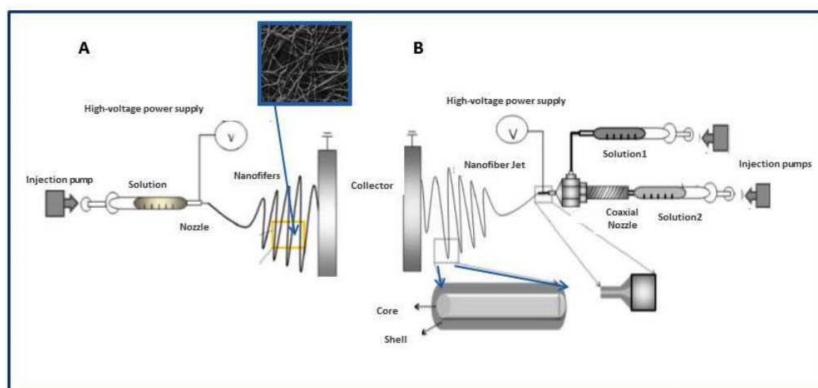 A
B
High-voltage power supply
High-voltage power supply
V
V
Injection pump
Solution
Nanofifers
Nozzle
Collector
Nanofiber Jet
Solution1
Injection pumps
Coaxial
Nozzle
Solution2
Core
Shell